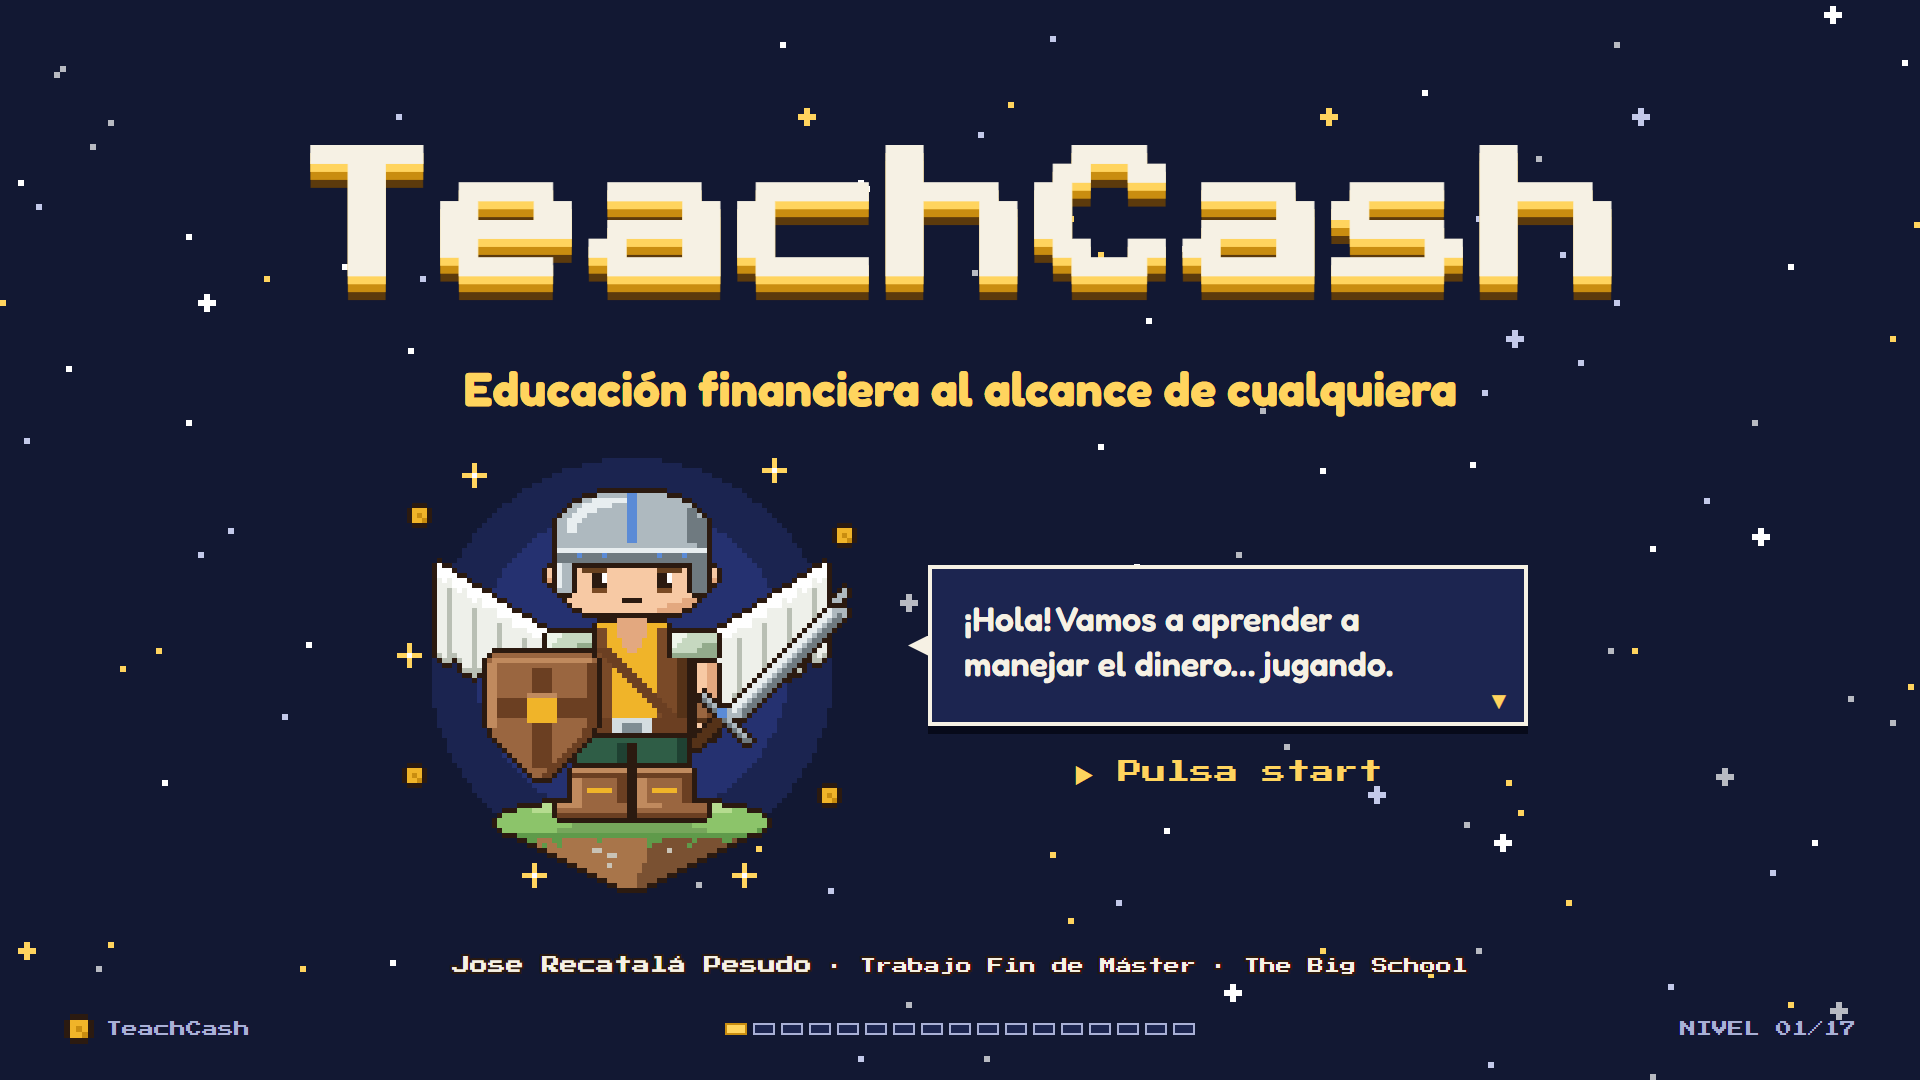 TeachCash
Educación financiera al alcance de cualquiera
¡Hola! Vamos a aprender a
manejar el dinero... jugando.
▼
▶ Pulsa start
Jose Recatalá Pesudo · Trabajo Fin de Máster · The Big School
TeachCash
NIVEL 01/17